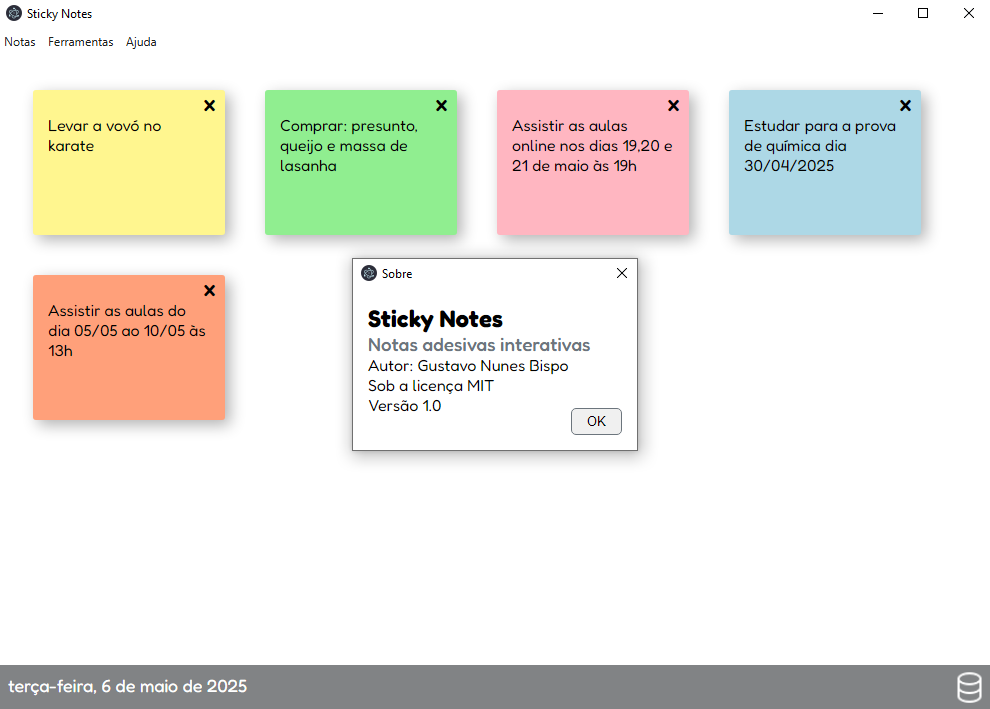 Sticky Notes
Notas Ferramentas Ajuda
Levar a vovó no
karate
Comprar: presunto,
queijo e massa de
lasanha
Assistir as aulas
online nos dias 19,20 e
21 de maio às 19h
Estudar para a prova
de química dia
30/04/2025
Assistir as aulas do
dia 05/05 ao 10/05 às
13h
Sobre
Sticky Notes
Notas adesivas interativas
Autor: Gustavo Nunes Bispo
Sob a licença MIT
Versão 1.0
OK
terça-feira, 6 de maio de 2025